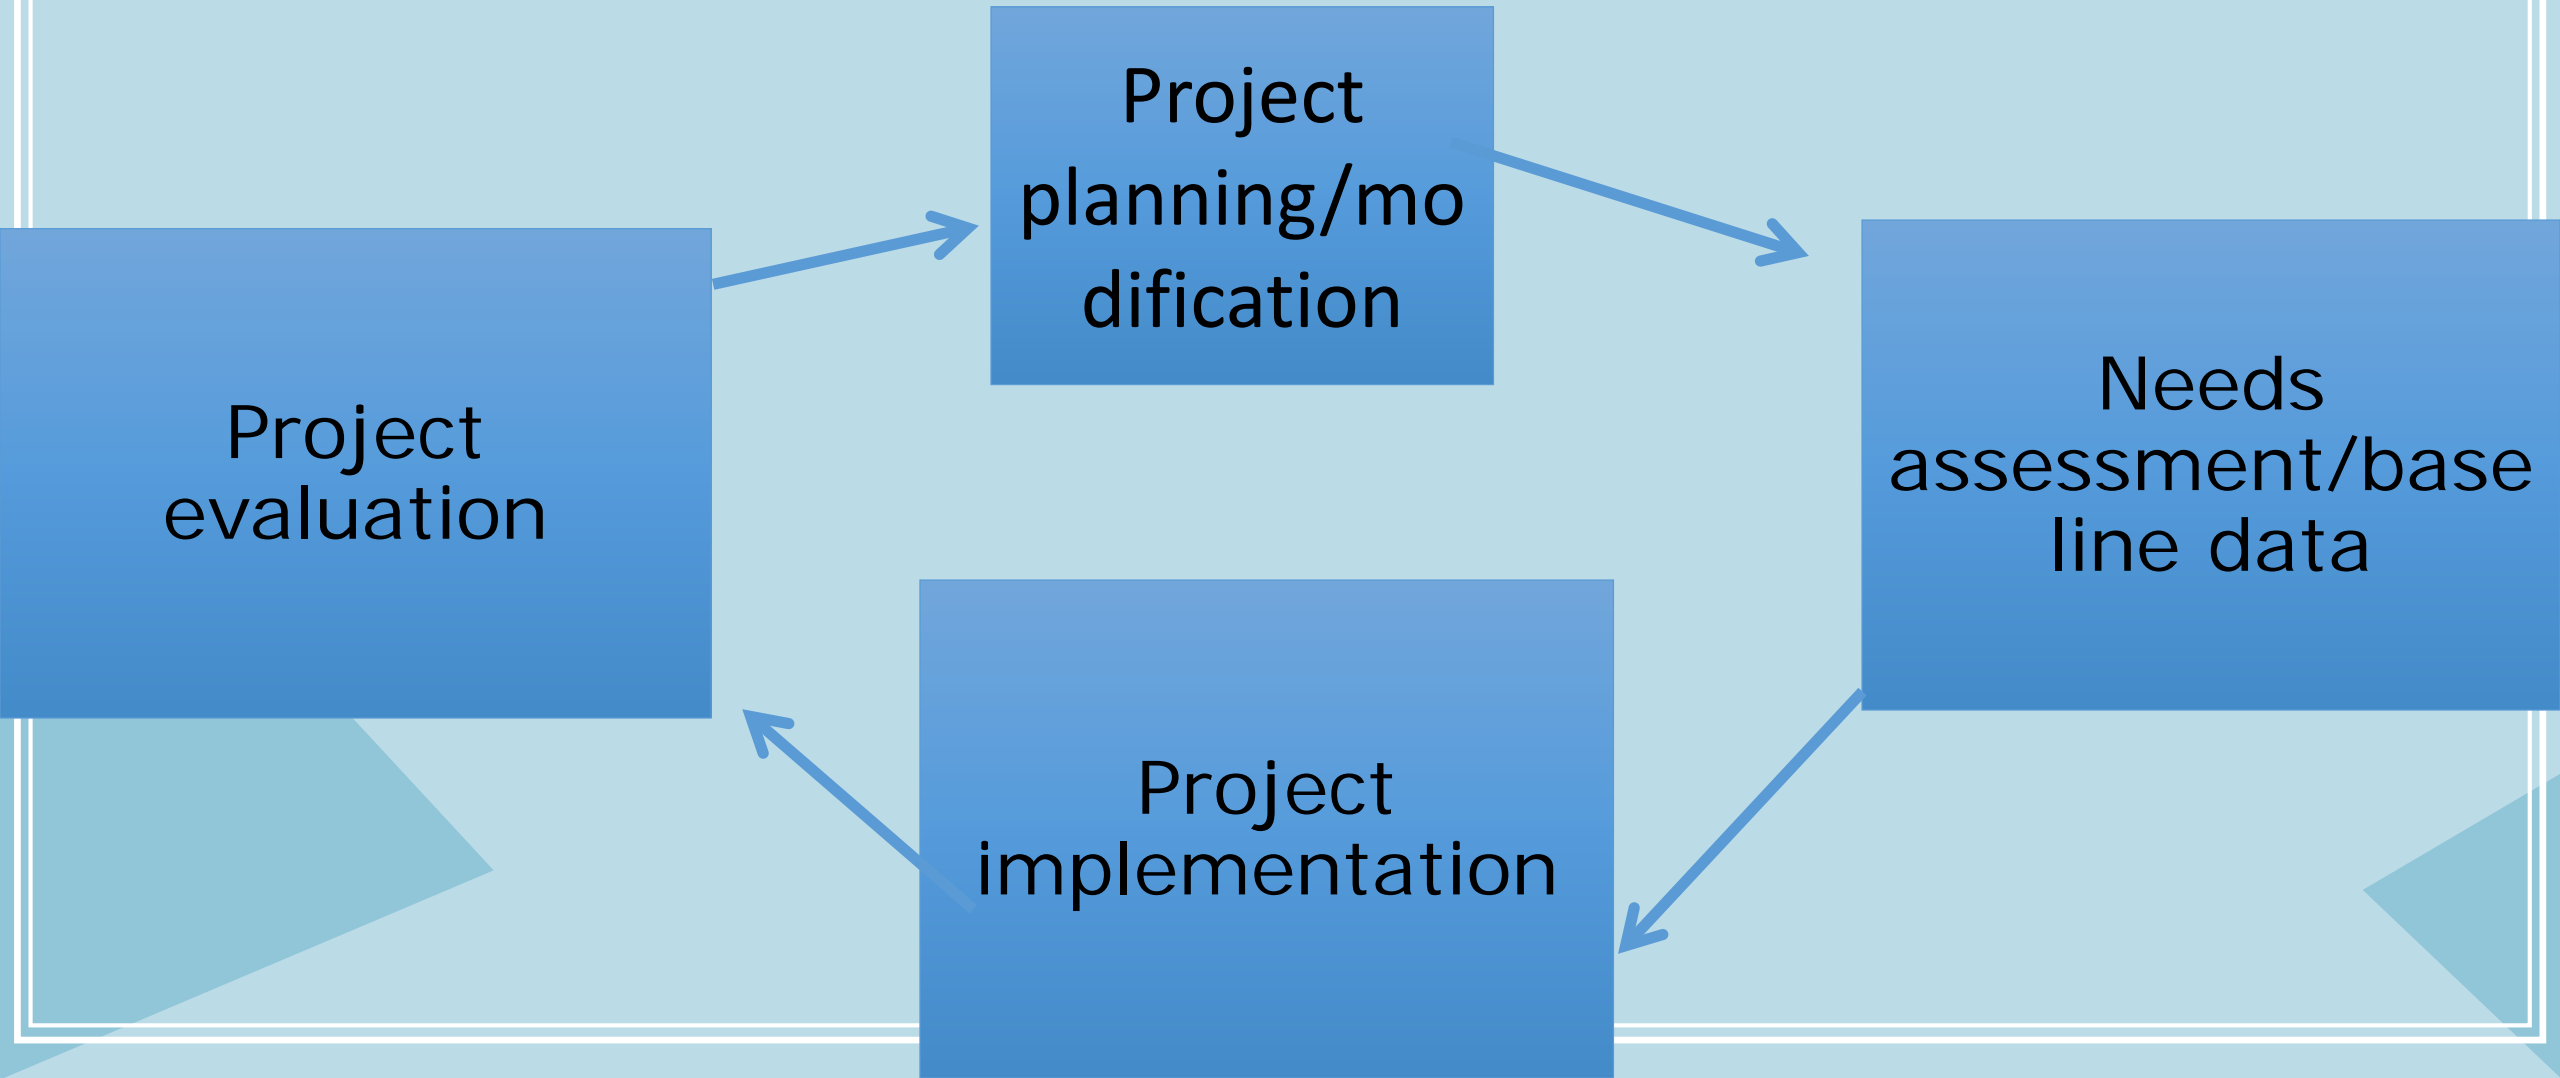 Project
planning/mo
dification
Project
evaluation
Needs
assessment/base
line data
Project
implementation